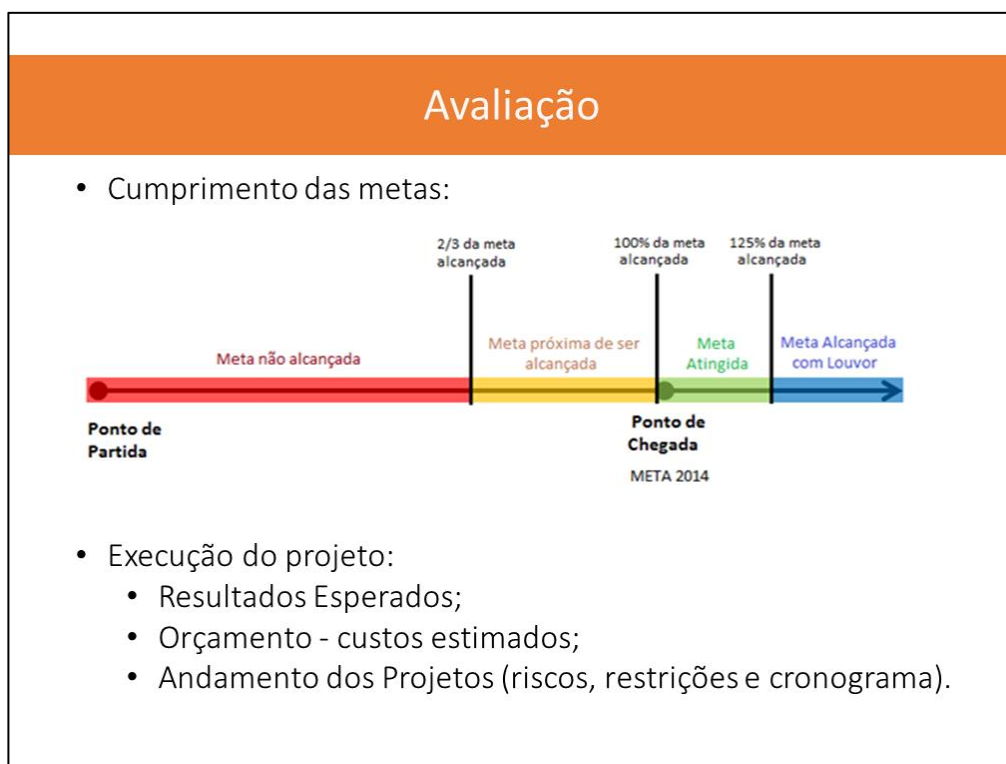 Avaliação
• Cumprimento das metas:
2/3 da meta
alcançada
100% da meta
alcançada
125% da meta
alcançada
Meta não alcançada
Meta próxima de ser
alcançada
Meta
Atingida
Meta Alcançada
com Louvor
Ponto de
Partida
Ponto de
Chegada
META 2014
• Execução do projeto:
• Resultados Esperados;
• Orçamento - custos estimados;
• Andamento dos Projetos (riscos, restrições e cronograma).